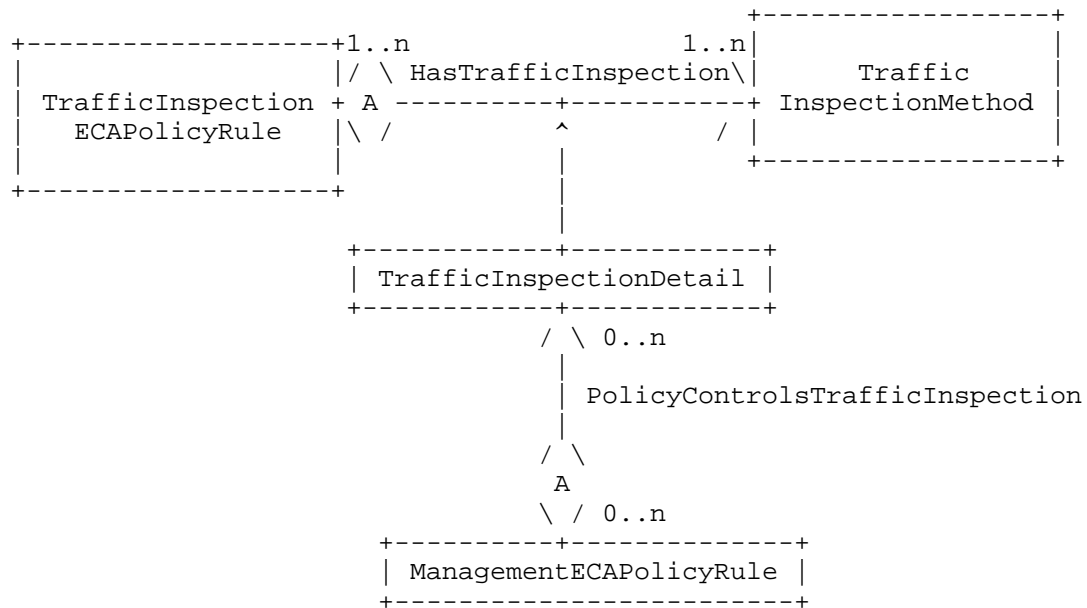 1..n 1..n
HasTrafficInspection Traffic
TrafficInspection A InspectionMethod
ECAPolicyRule
TrafficInspectionDetail
0..n
PolicyControlsTrafficInspection
A
0..n
ManagementECAPolicyRule